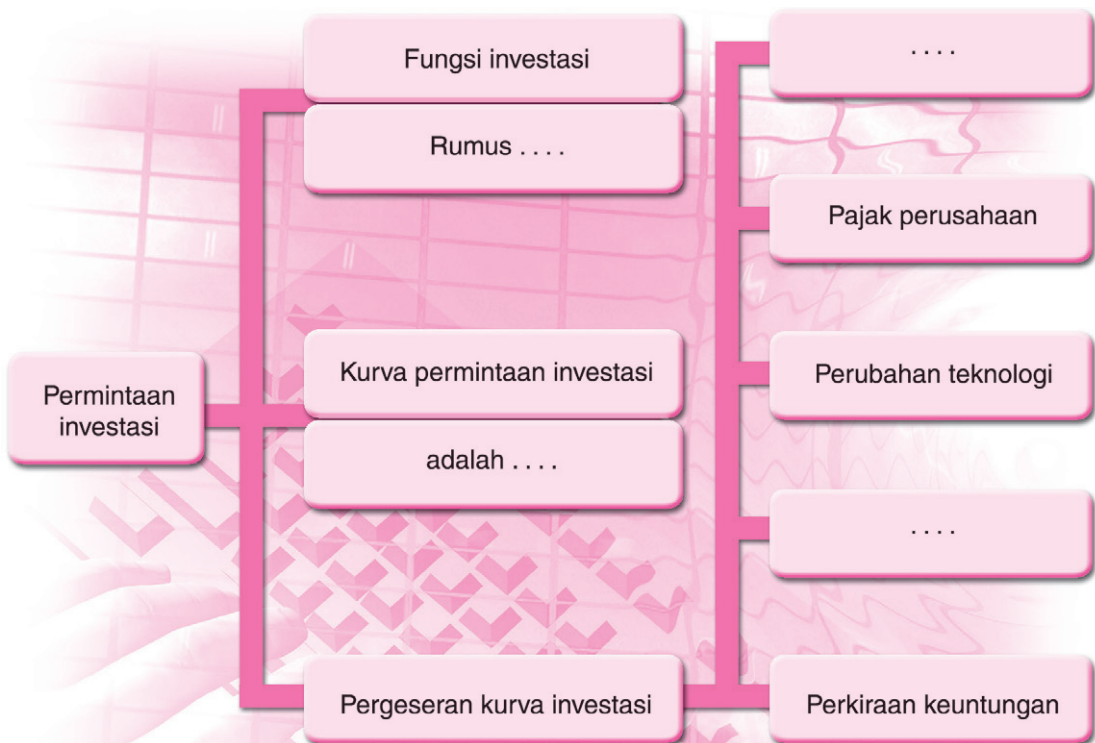 Permintaan
investasi
Fungsi investasi
Rumus . . . .
Kurva permintaan investasi
adalah . . . .
Pergeseran kurva investasi
. . . .
Pajak perusahaan
Perubahan teknologi
. . . .
Perkiraan keuntungan